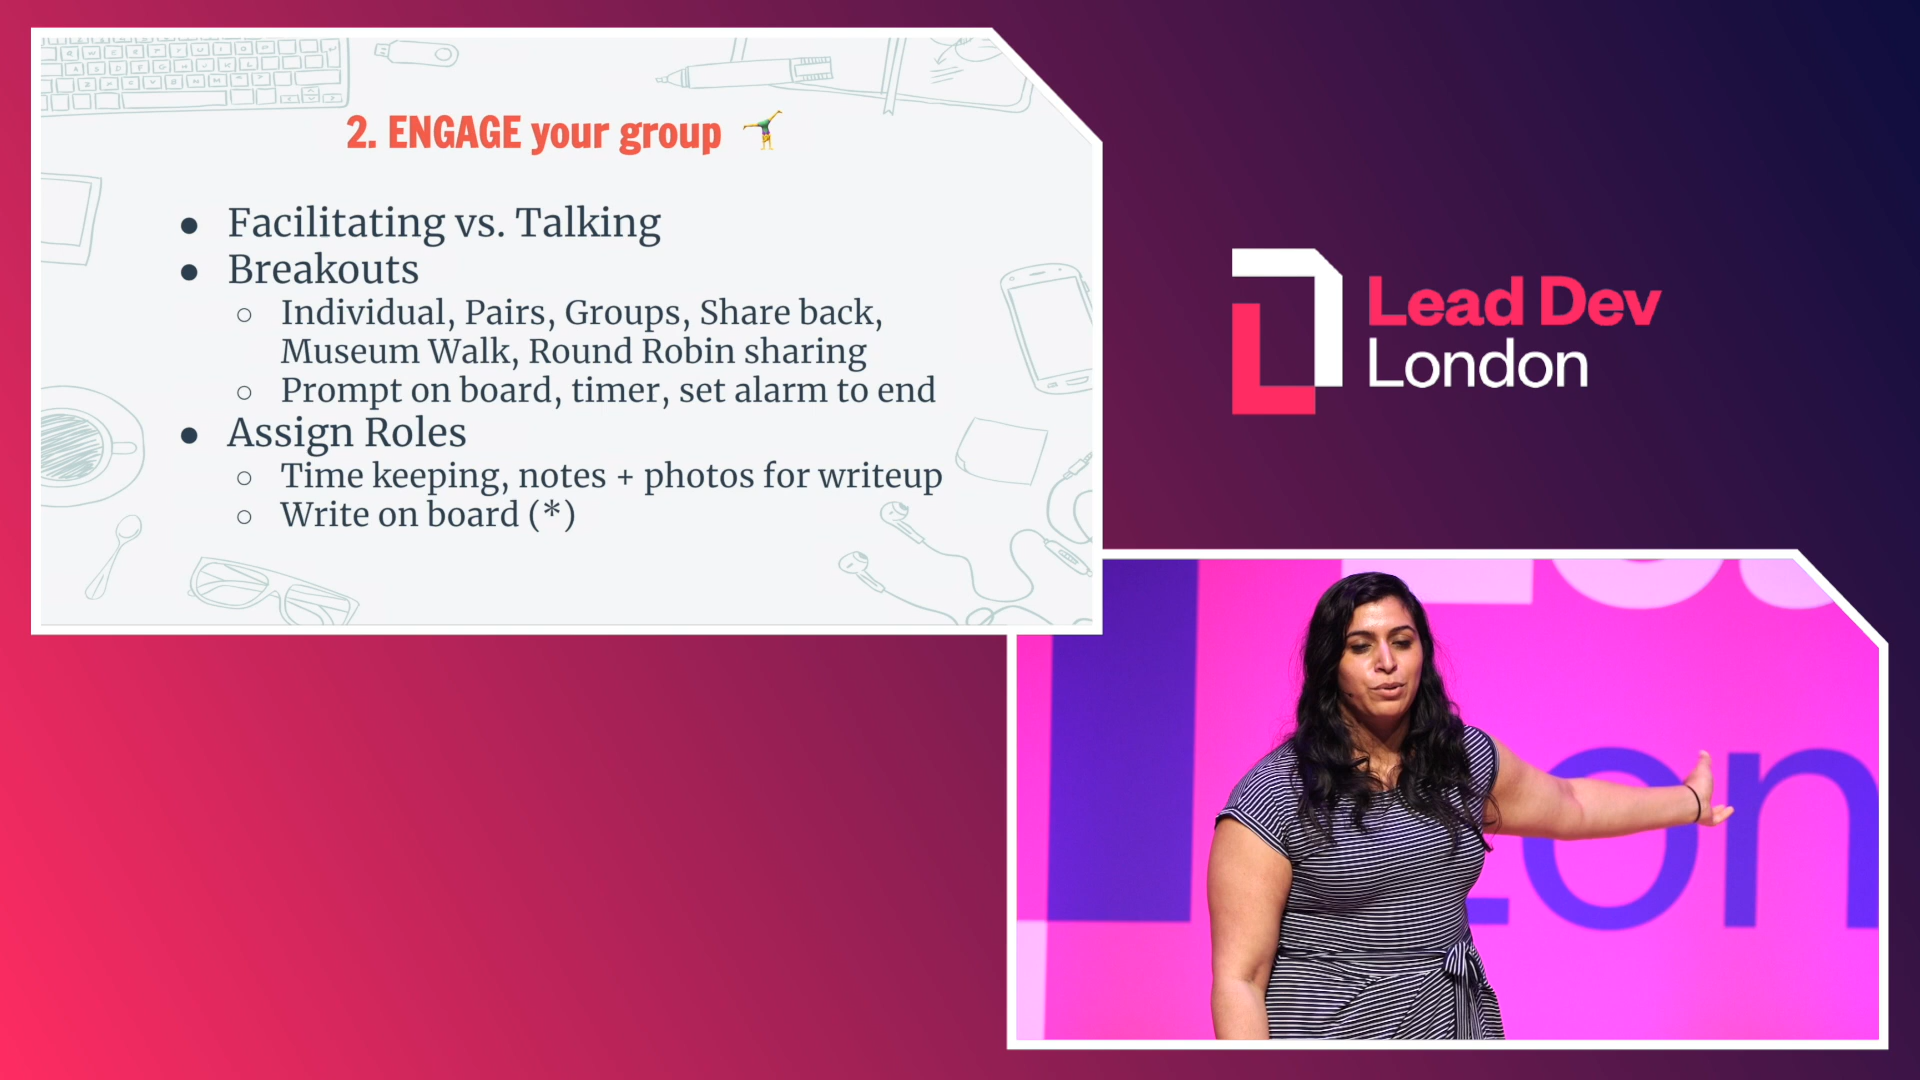 2. ENGAGE your group
● Facilitating vs. Talking
● Breakouts
○ Individual, Pairs, Groups, Share back,
Museum Walk, Round Robin sharing
○ Prompt on board, timer, set alarm to end
● Assign Roles
○ Time keeping, notes + photos for writeup
○ Write on board (*)
Lead Dev
London
Lon